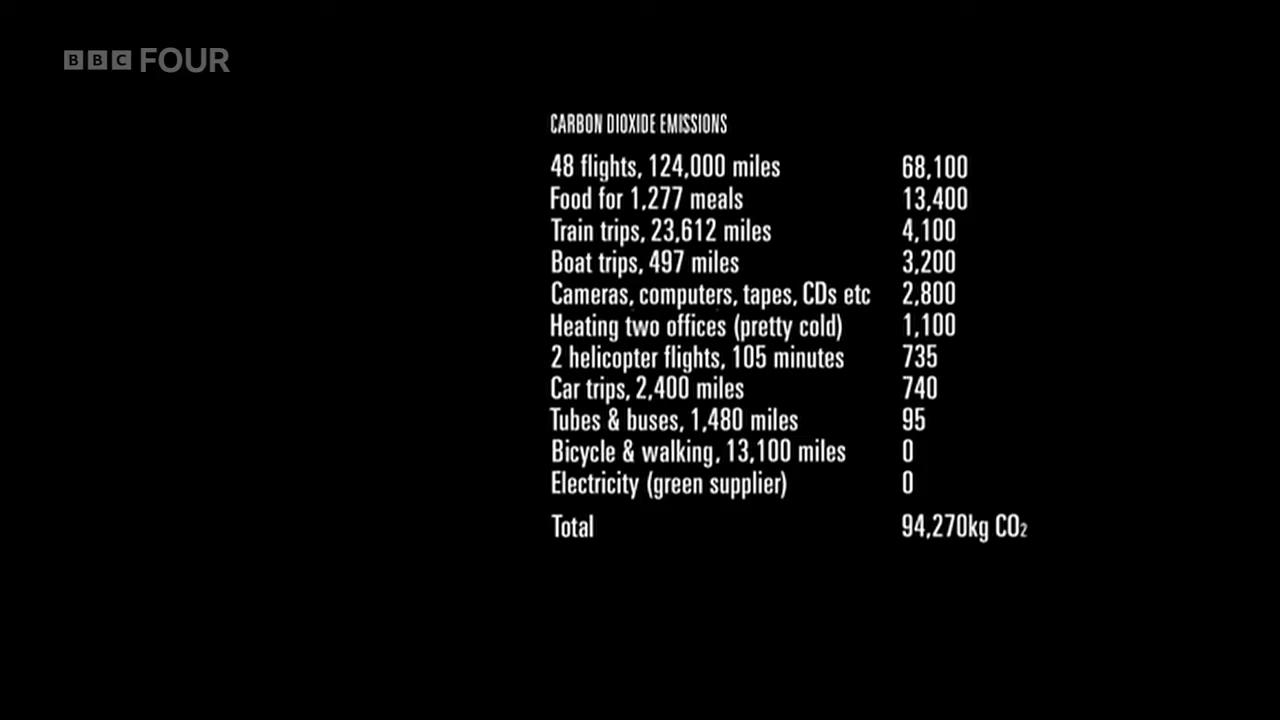 BBC FOUR
CARBON DIOXIDE EMISSIONS
48 flights, 124,000 miles 68,100
Food for 1,277 meals 13,400
Train trips, 23,612 miles 4,100
Boat trips, 497 miles 3,200
Cameras, computers, tapes, CDs etc 2,800
Heating two offices (pretty cold) 1,100
2 helicopter flights, 105 minutes 735
Car trips, 2,400 miles 740
Tubes & buses, 1,480 miles 95
Bicycle & walking, 13,100 miles 0
Electricity (green supplier) 0
Total 94,270kg CO₂